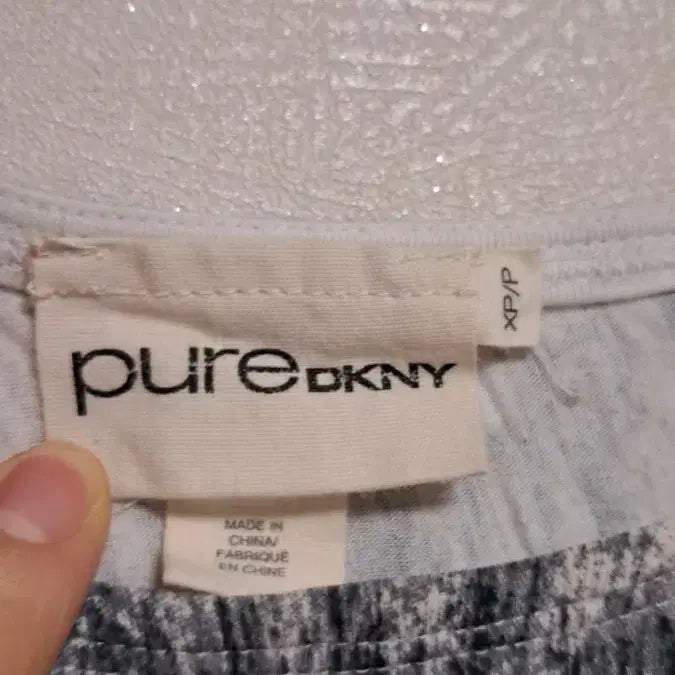 pure DKNY
XP/P
MADE IN
CHINA/
FABRIQUÉ
EN CHINE